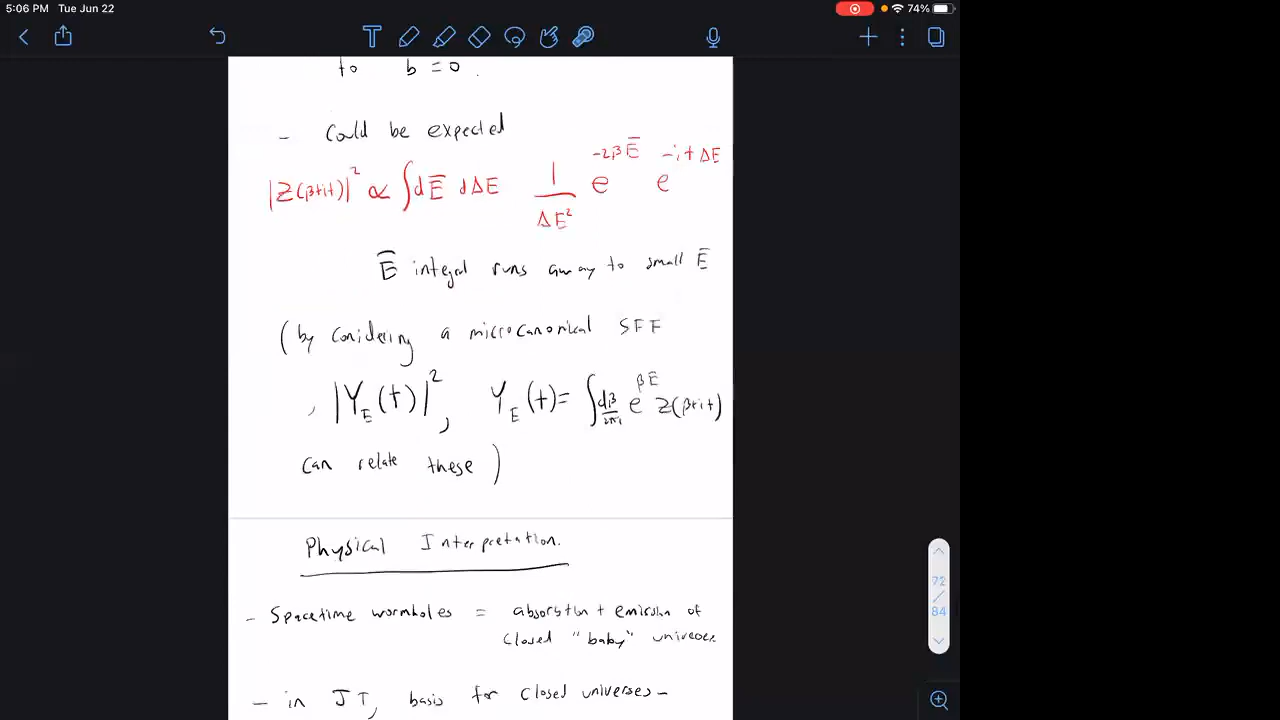 5:06 PM Tue Jun 22
74%
to b = 0.
- Could be expected
|Z(β+it)|² ∝ ∫dE̅ dΔE 1/ΔE² e^{-2βE̅} e^{-itΔE}
E̅ integral runs away to small E̅
(by considering a microcanonical SFF
, |Y_E(t)|², Y_E(t) = ∫ dβ/2πi e^{βE̅} Z(β+it)
can relate these)
Physical Interpretation.
- Spacetime wormholes = absorption + emission of
closed "baby" universes
- in JT, basis for closed universes -
72
/
84